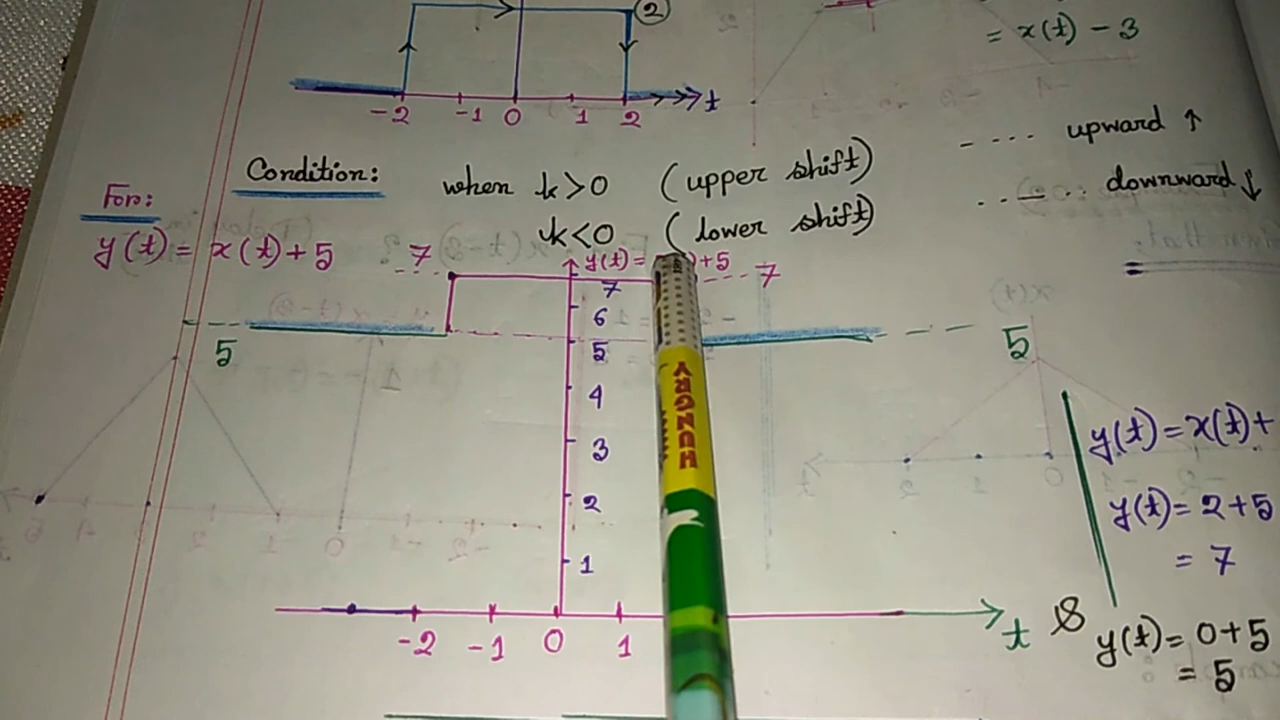 = x(t) - 3
2
-2 -1 0 1 2 t
---- upward ↑
Condition: when k>0 (upper shift)
..—.. downward ↓
For:
k<0 (lower shift)
y(t) = x(t)+5
7 y(t) = +5 7
7
6
5 5 5
4
3
2
1
-2 -1 0 1 t
y(t) = x(t)+
y(t) = 2+5
= 7
y(t) = 0+5
= 5
HUNGRY